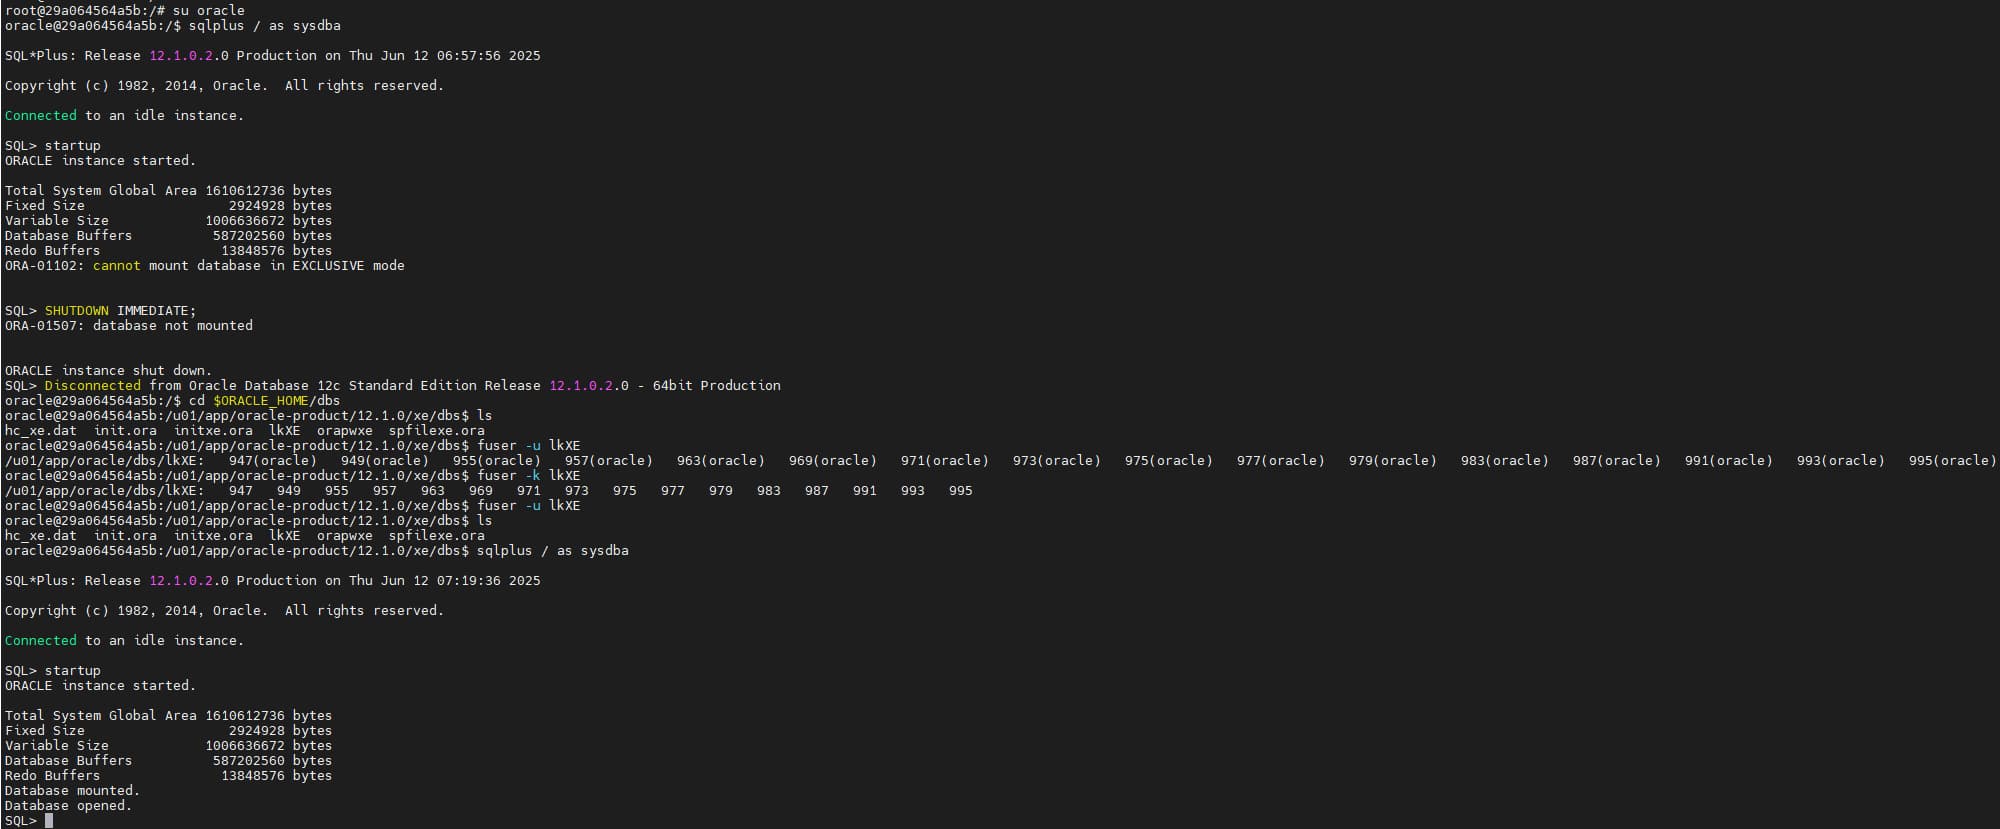 root@29a064564a5b:/# su oracle
oracle@29a064564a5b:/$ sqlplus / as sysdba
SQL*Plus: Release 12.1.0.2.0 Production on Thu Jun 12 06:57:56 2025
Copyright (c) 1982, 2014, Oracle.  All rights reserved.
Connected to an idle instance.
SQL> startup
ORACLE instance started.
Total System Global Area 1610612736 bytes
Fixed Size                  2924928 bytes
Variable Size            1006636672 bytes
Database Buffers          587202560 bytes
Redo Buffers               13848576 bytes
ORA-01102: cannot mount database in EXCLUSIVE mode
SQL> SHUTDOWN IMMEDIATE;
ORA-01507: database not mounted
ORACLE instance shut down.
SQL> Disconnected from Oracle Database 12c Standard Edition Release 12.1.0.2.0 - 64bit Production
oracle@29a064564a5b:/$ cd $ORACLE_HOME/dbs
oracle@29a064564a5b:/u01/app/oracle-product/12.1.0/xe/dbs$ ls
hc_xe.dat  init.ora  initxe.ora  lkXE  orapwxe  spfilexe.ora
oracle@29a064564a5b:/u01/app/oracle-product/12.1.0/xe/dbs$ fuser -u lkXE
/u01/app/oracle/dbs/lkXE:   947(oracle)   949(oracle)   955(oracle)   957(oracle)   963(oracle)   969(oracle)   971(oracle)   973(oracle)   975(oracle)   977(oracle)   979(oracle)   983(oracle)   987(oracle)   991(oracle)   993(oracle)   995(oracle)
oracle@29a064564a5b:/u01/app/oracle-product/12.1.0/xe/dbs$ fuser -k lkXE
/u01/app/oracle/dbs/lkXE:   947   949   955   957   963   969   971   973   975   977   979   983   987   991   993   995
oracle@29a064564a5b:/u01/app/oracle-product/12.1.0/xe/dbs$ fuser -u lkXE
oracle@29a064564a5b:/u01/app/oracle-product/12.1.0/xe/dbs$ ls
hc_xe.dat  init.ora  initxe.ora  lkXE  orapwxe  spfilexe.ora
oracle@29a064564a5b:/u01/app/oracle-product/12.1.0/xe/dbs$ sqlplus / as sysdba
SQL*Plus: Release 12.1.0.2.0 Production on Thu Jun 12 07:19:36 2025
Copyright (c) 1982, 2014, Oracle.  All rights reserved.
Connected to an idle instance.
SQL> startup
ORACLE instance started.
Total System Global Area 1610612736 bytes
Fixed Size                  2924928 bytes
Variable Size            1006636672 bytes
Database Buffers          587202560 bytes
Redo Buffers               13848576 bytes
Database mounted.
Database opened.
SQL>